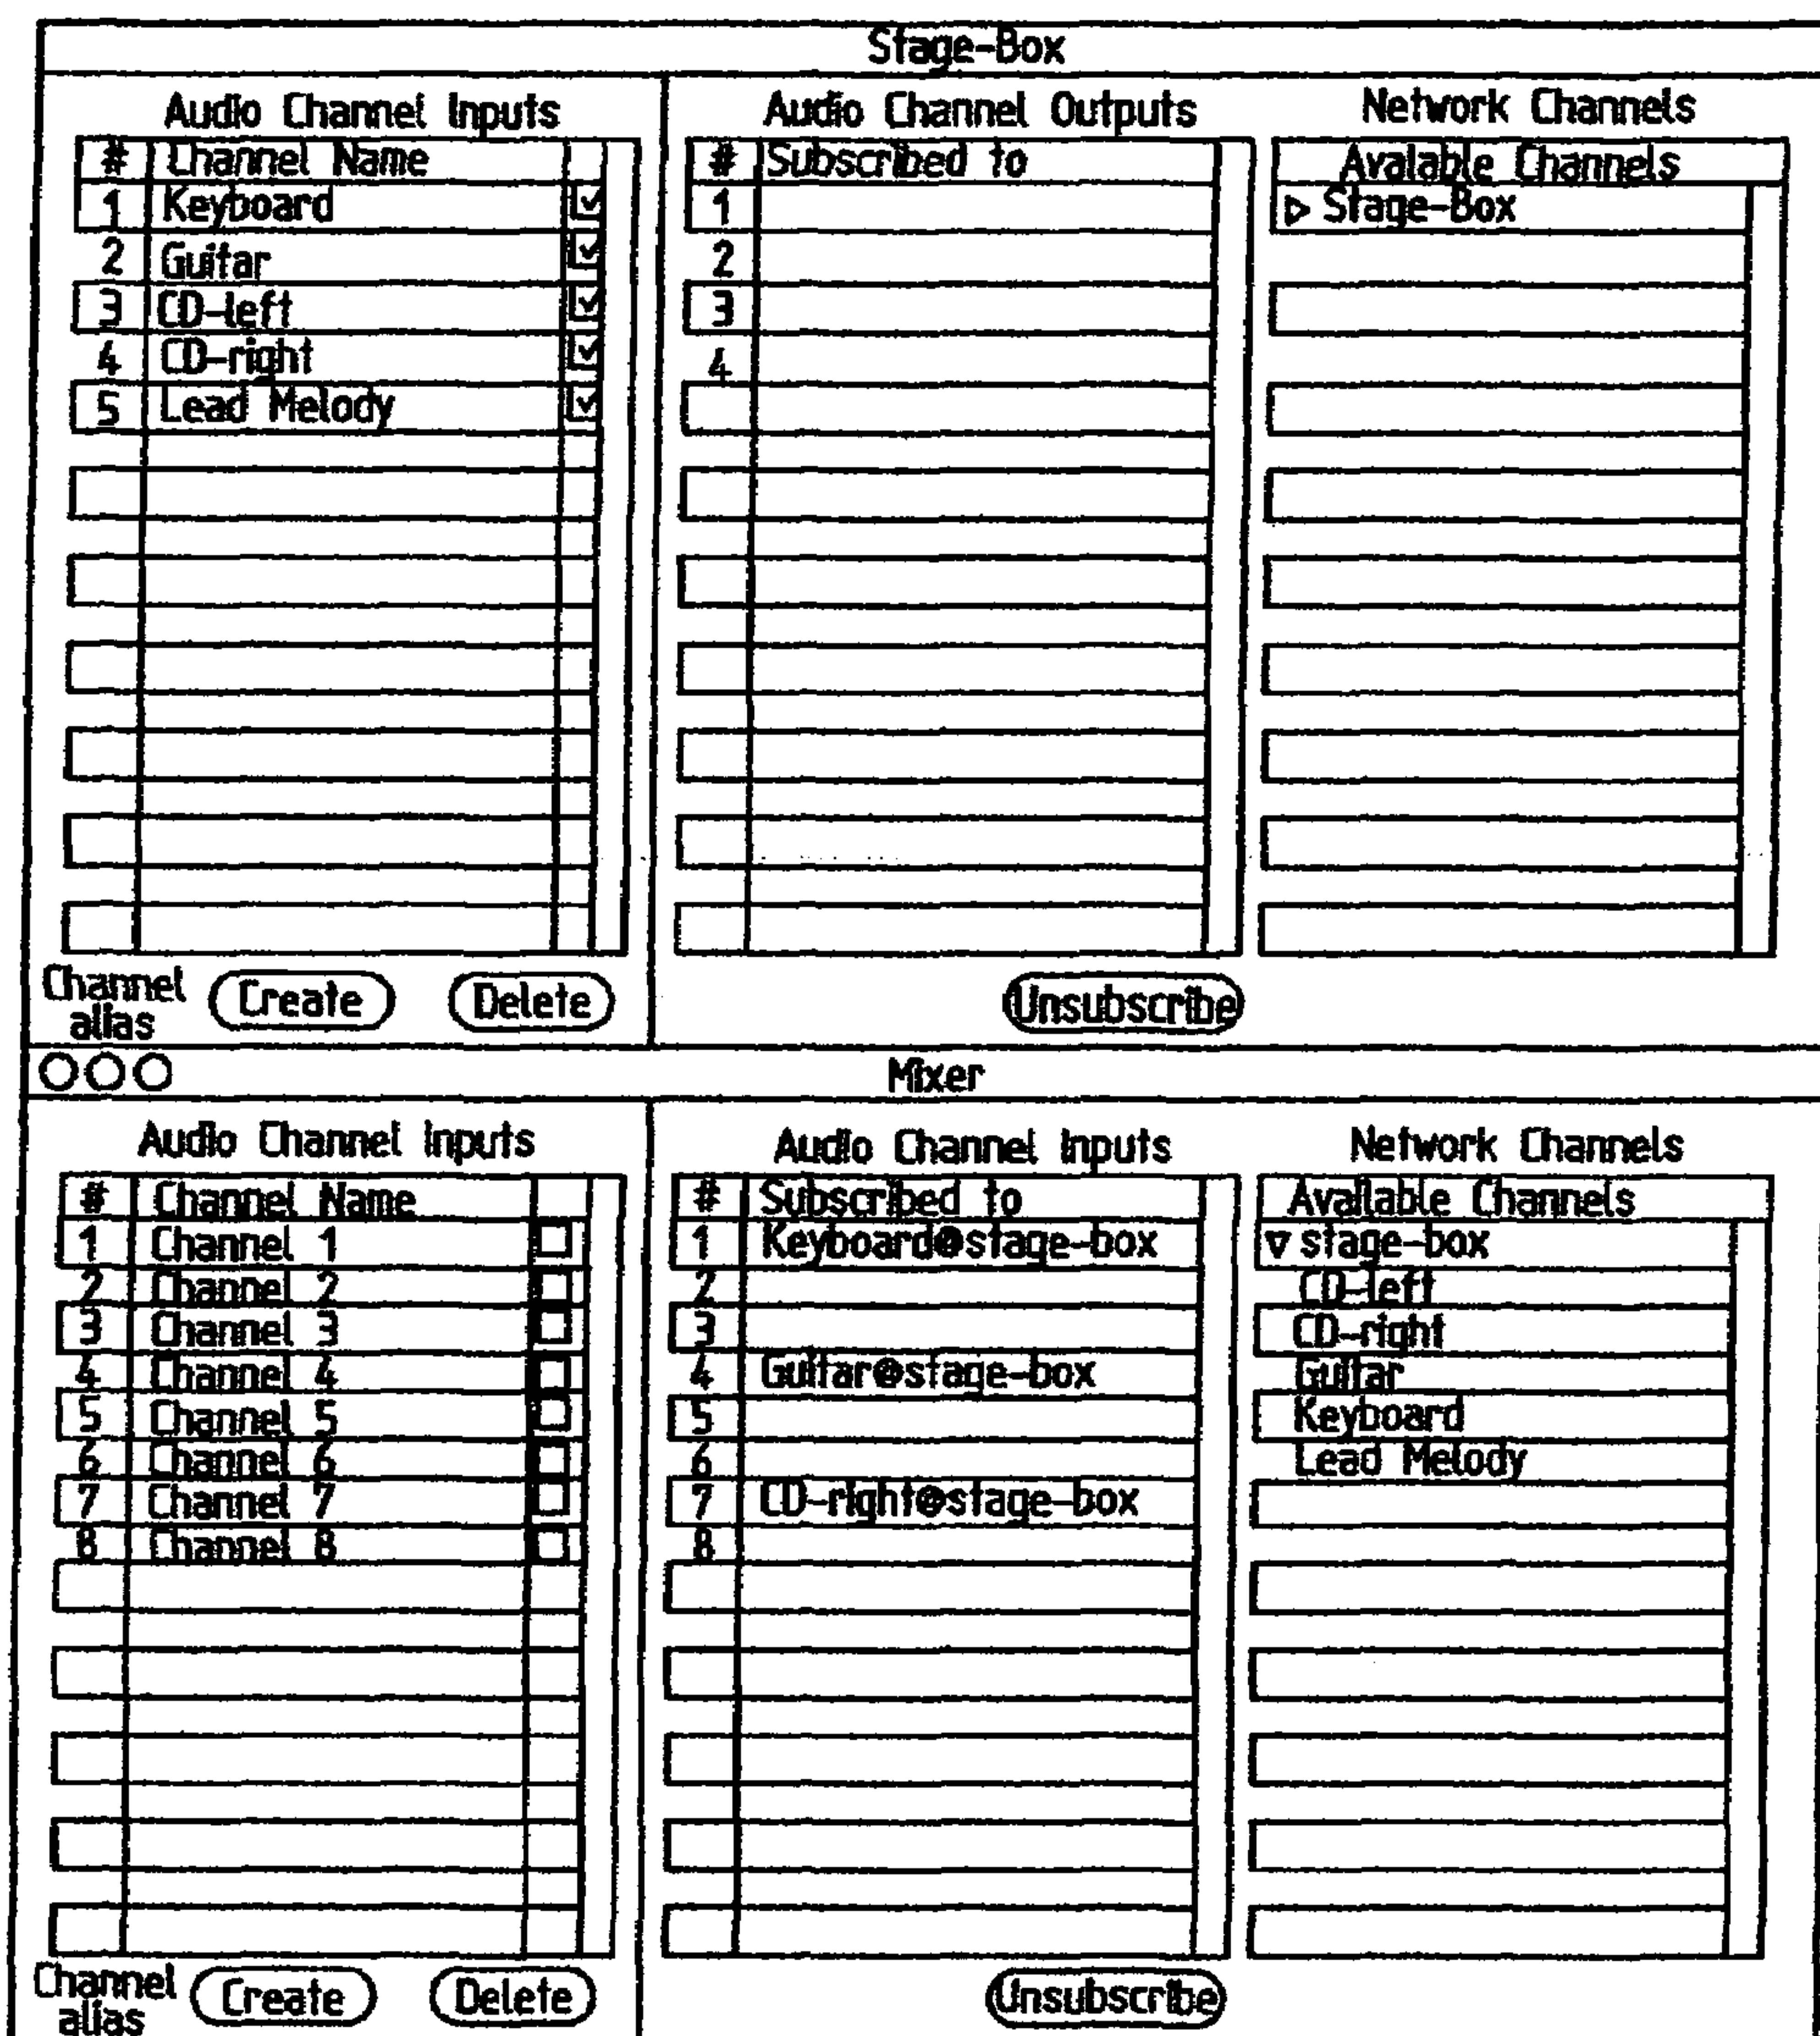 Stage-Box
Audio Channel Inputs
# Channel Name
1 Keyboard
2 Guitar
3 CD-left
4 CD-right
5 Lead Melody
Channel alias
Create
Delete
Audio Channel Outputs
# Subscribed to
1
2
3
4
Unsubscribe
Network Channels
Avalable Channels
▷ Stage-Box
Mixer
Audio Channel Inputs
# Channel Name
1 Channel 1
2 Channel 2
3 Channel 3
4 Channel 4
5 Channel 5
6 Channel 6
7 Channel 7
8 Channel 8
Channel alias
Create
Delete
Audio Channel Inputs
# Subscribed to
1 Keyboard@stage-box
2
3
4 Guitar@stage-box
5
6
7 CD-right@stage-box
8
Unsubscribe
Network Channels
Available Channels
▽ stage-box
CD-left
CD-right
Guitar
Keyboard
Lead Melody